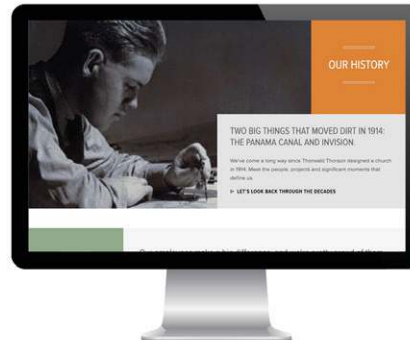 OUR HISTORY
TWO BIG THINGS THAT MOVED DIRT IN 1914:
THE PANAMA CANAL AND INVISION.
We've come a long way since Thorwald Thorson designed a church
in 1914. Meet the people, projects and significant moments that
define us.
LET'S LOOK BACK THROUGH THE DECADES